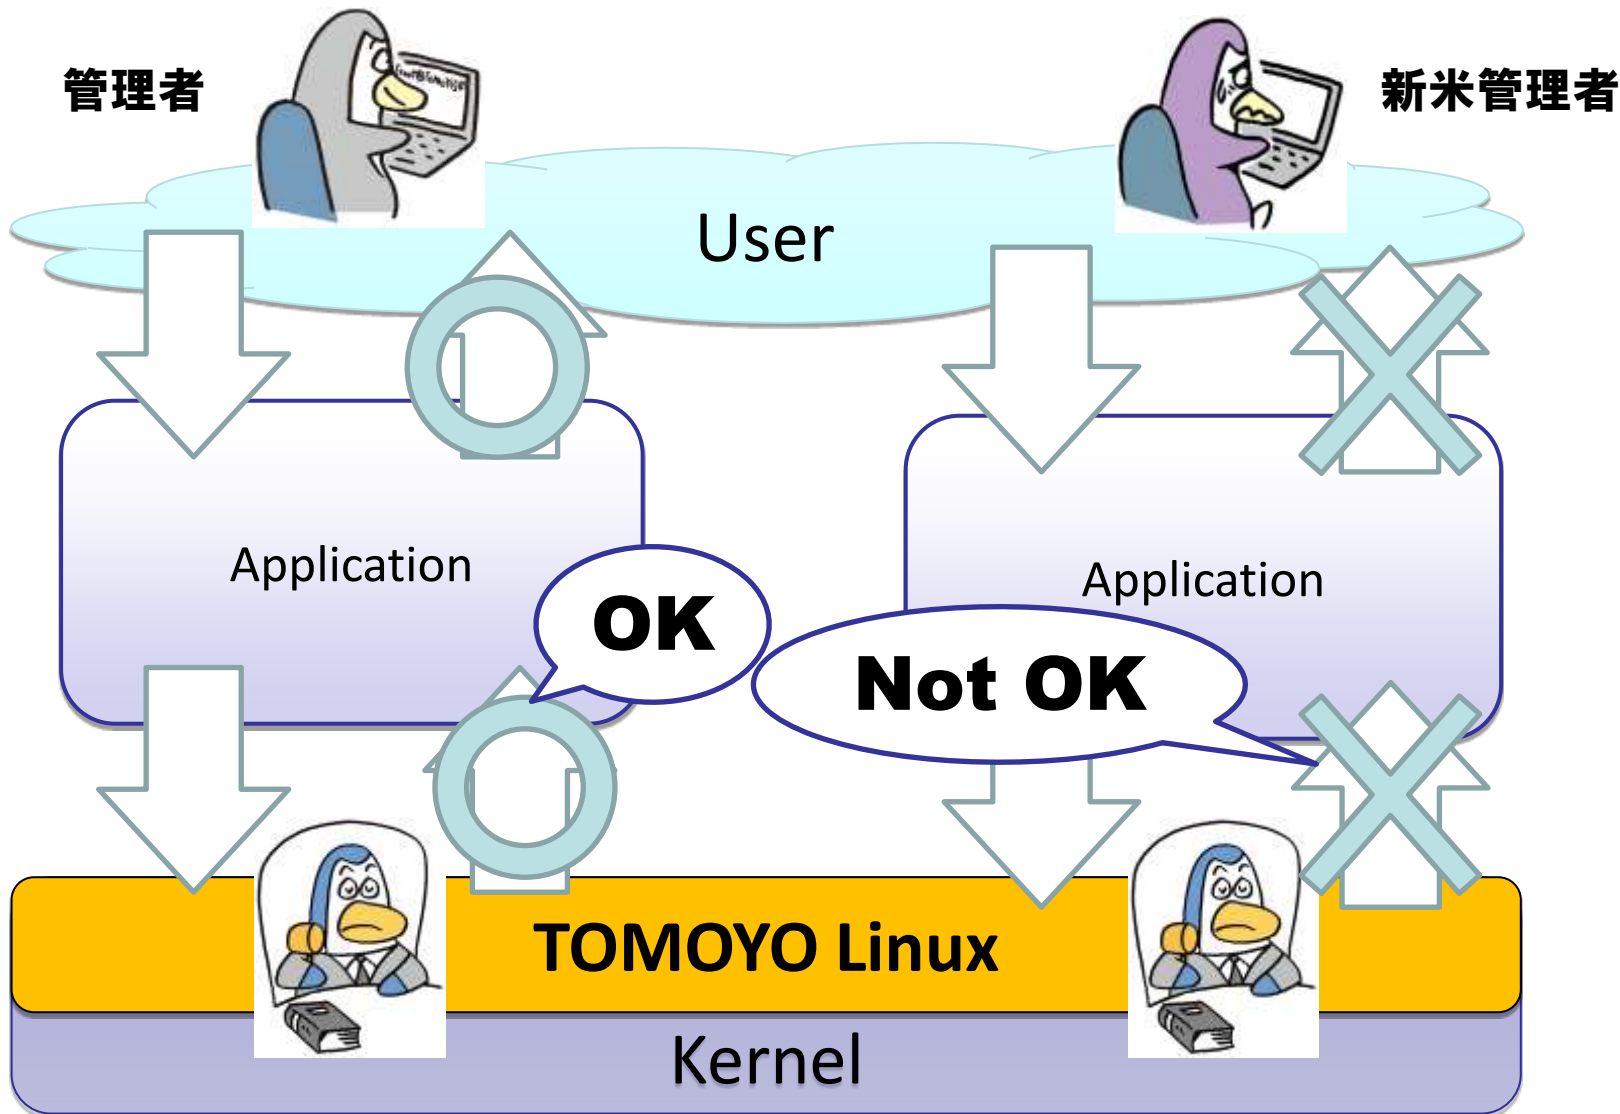 管理者
新米管理者
User
Application
Application
OK
Not OK
TOMOYO Linux
Kernel